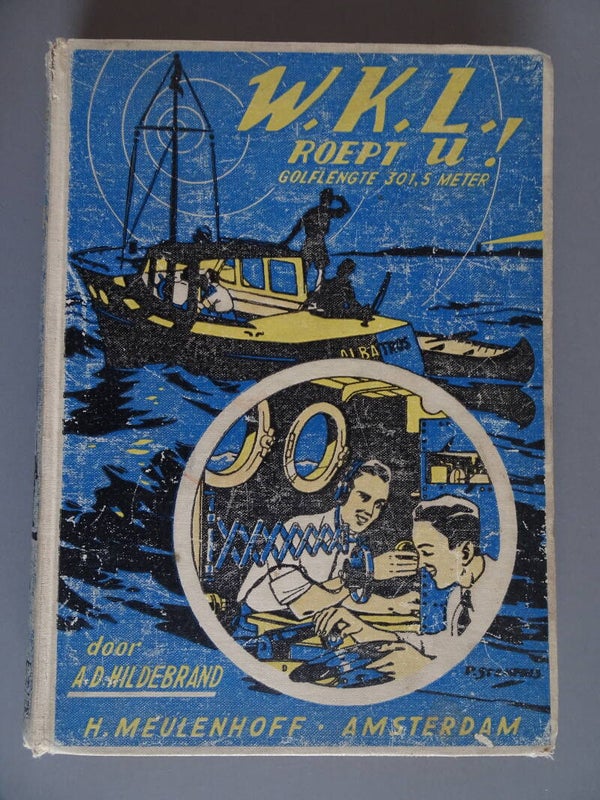 W.K.L.
ROEPT U!
GOLFLENGTE 301,5 METER
ALBATROS
door
A.D.HILDEBRAND
H. MEULENHOFF · AMSTERDAM